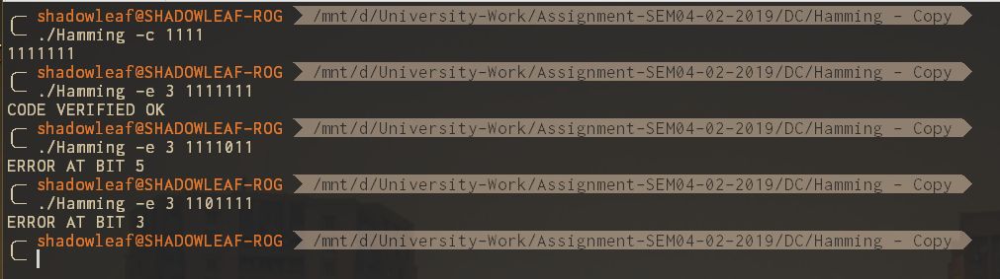 shadowleaf@SHADOWLEAF-ROG /mnt/d/University-Work/Assignment-SEM04-02-2019/DC/Hamming - Copy
./Hamming -c 1111
1111111
shadowleaf@SHADOWLEAF-ROG /mnt/d/University-Work/Assignment-SEM04-02-2019/DC/Hamming - Copy
./Hamming -e 3 1111111
CODE VERIFIED OK
shadowleaf@SHADOWLEAF-ROG /mnt/d/University-Work/Assignment-SEM04-02-2019/DC/Hamming - Copy
./Hamming -e 3 1111011
ERROR AT BIT 5
shadowleaf@SHADOWLEAF-ROG /mnt/d/University-Work/Assignment-SEM04-02-2019/DC/Hamming - Copy
./Hamming -e 3 1101111
ERROR AT BIT 3
shadowleaf@SHADOWLEAF-ROG /mnt/d/University-Work/Assignment-SEM04-02-2019/DC/Hamming - Copy